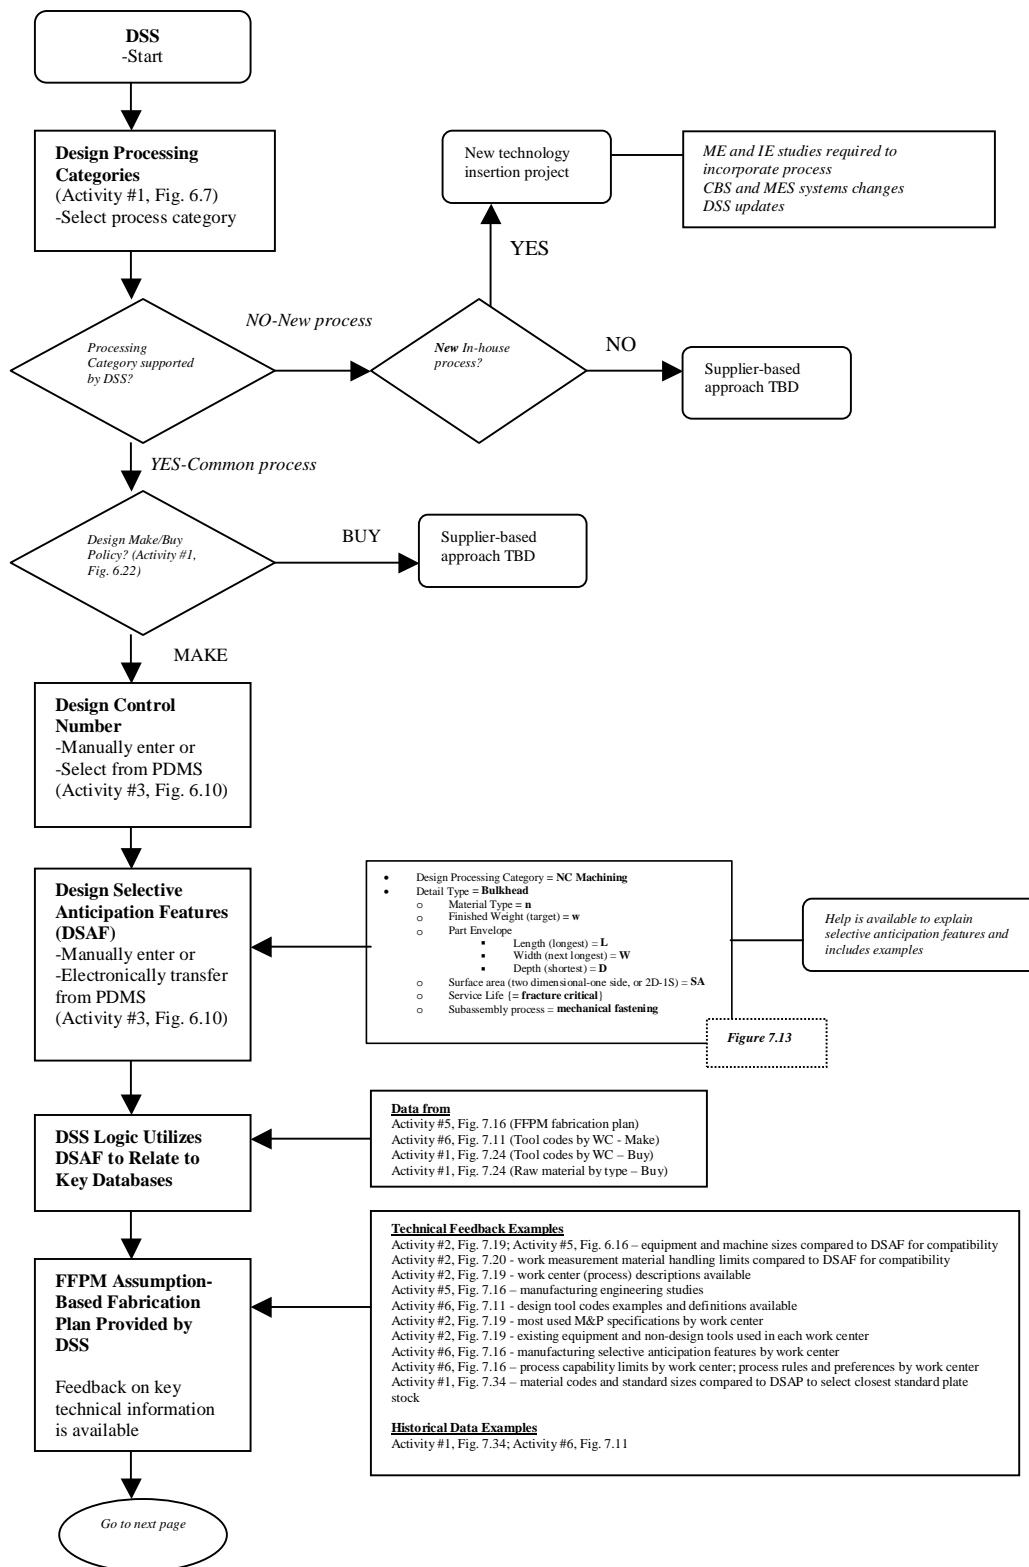 DSS
-Start
Design Processing
Categories
(Activity #1, Fig. 6.7)
-Select process category
New technology
insertion project
ME and IE studies required to
incorporate process
CBS and MES systems changes
DSS updates
YES
NO-New process
Processing
Category supported
by DSS?
New In-house
process?
NO
Supplier-based
approach TBD
YES-Common process
Design Make/Buy
Policy? (Activity #1,
Fig. 6.22)
BUY
Supplier-based
approach TBD
MAKE
Design Control
Number
-Manually enter or
-Select from PDMS
(Activity #3, Fig. 6.10)
Design Selective
Anticipation Features
(DSAF)
-Manually enter or
-Electronically transfer
from PDMS
(Activity #3, Fig. 6.10)
• Design Processing Category = NC Machining
• Detail Type = Bulkhead
o Material Type = n
o Finished Weight (target) = w
o Part Envelope
▪ Length (longest) = L
▪ Width (next longest) = W
▪ Depth (shortest) = D
o Surface area (two dimensional-one side, or 2D-1S) = SA
o Service Life {= fracture critical}
o Subassembly process = mechanical fastening
Figure 7.13
Help is available to explain
selective anticipation features and
includes examples
DSS Logic Utilizes
DSAF to Relate to
Key Databases
Data from
Activity #5, Fig. 7.16 (FFPM fabrication plan)
Activity #6, Fig. 7.11 (Tool codes by WC - Make)
Activity #1, Fig. 7.24 (Tool codes by WC – Buy)
Activity #1, Fig. 7.24 (Raw material by type – Buy)
FFPM Assumption-
Based Fabrication
Plan Provided by
DSS
Feedback on key
technical information
is available
Technical Feedback Examples
Activity #2, Fig. 7.19; Activity #5, Fig. 6.16 – equipment and machine sizes compared to DSAF for compatibility
Activity #2, Fig. 7.20 - work measurement material handling limits compared to DSAF for compatibility
Activity #2, Fig. 7.19 - work center (process) descriptions available
Activity #5, Fig. 7.16 – manufacturing engineering studies
Activity #6, Fig. 7.11 - design tool codes examples and definitions available
Activity #2, Fig. 7.19 - most used M&P specifications by work center
Activity #2, Fig. 7.19 - existing equipment and non-design tools used in each work center
Activity #6, Fig. 7.16 - manufacturing selective anticipation features by work center
Activity #6, Fig. 7.16 – process capability limits by work center; process rules and preferences by work center
Activity #1, Fig. 7.34 – material codes and standard sizes compared to DSAP to select closest standard plate
stock
Historical Data Examples
Activity #1, Fig. 7.34; Activity #6, Fig. 7.11
Go to next page